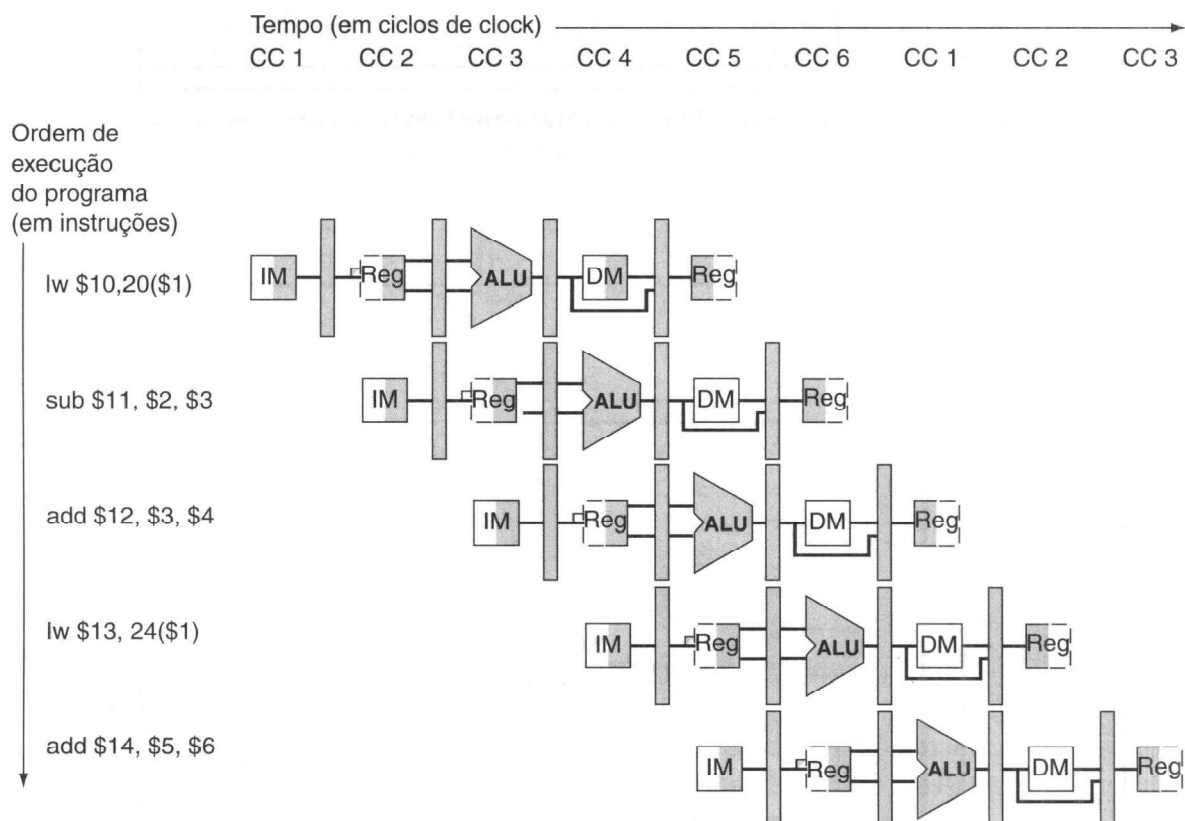 Tempo (em ciclos de clock)
CC 1 CC 2 CC 3 CC 4 CC 5 CC 6 CC 1 CC 2 CC 3
Ordem de
execução
do programa
(em instruções)
lw $10,20($1)
IM Reg ALU DM Reg
sub $11, $2, $3
IM Reg ALU DM Reg
add $12, $3, $4
IM Reg ALU DM Reg
lw $13, 24($1)
IM Reg ALU DM Reg
add $14, $5, $6
IM Reg ALU DM Reg